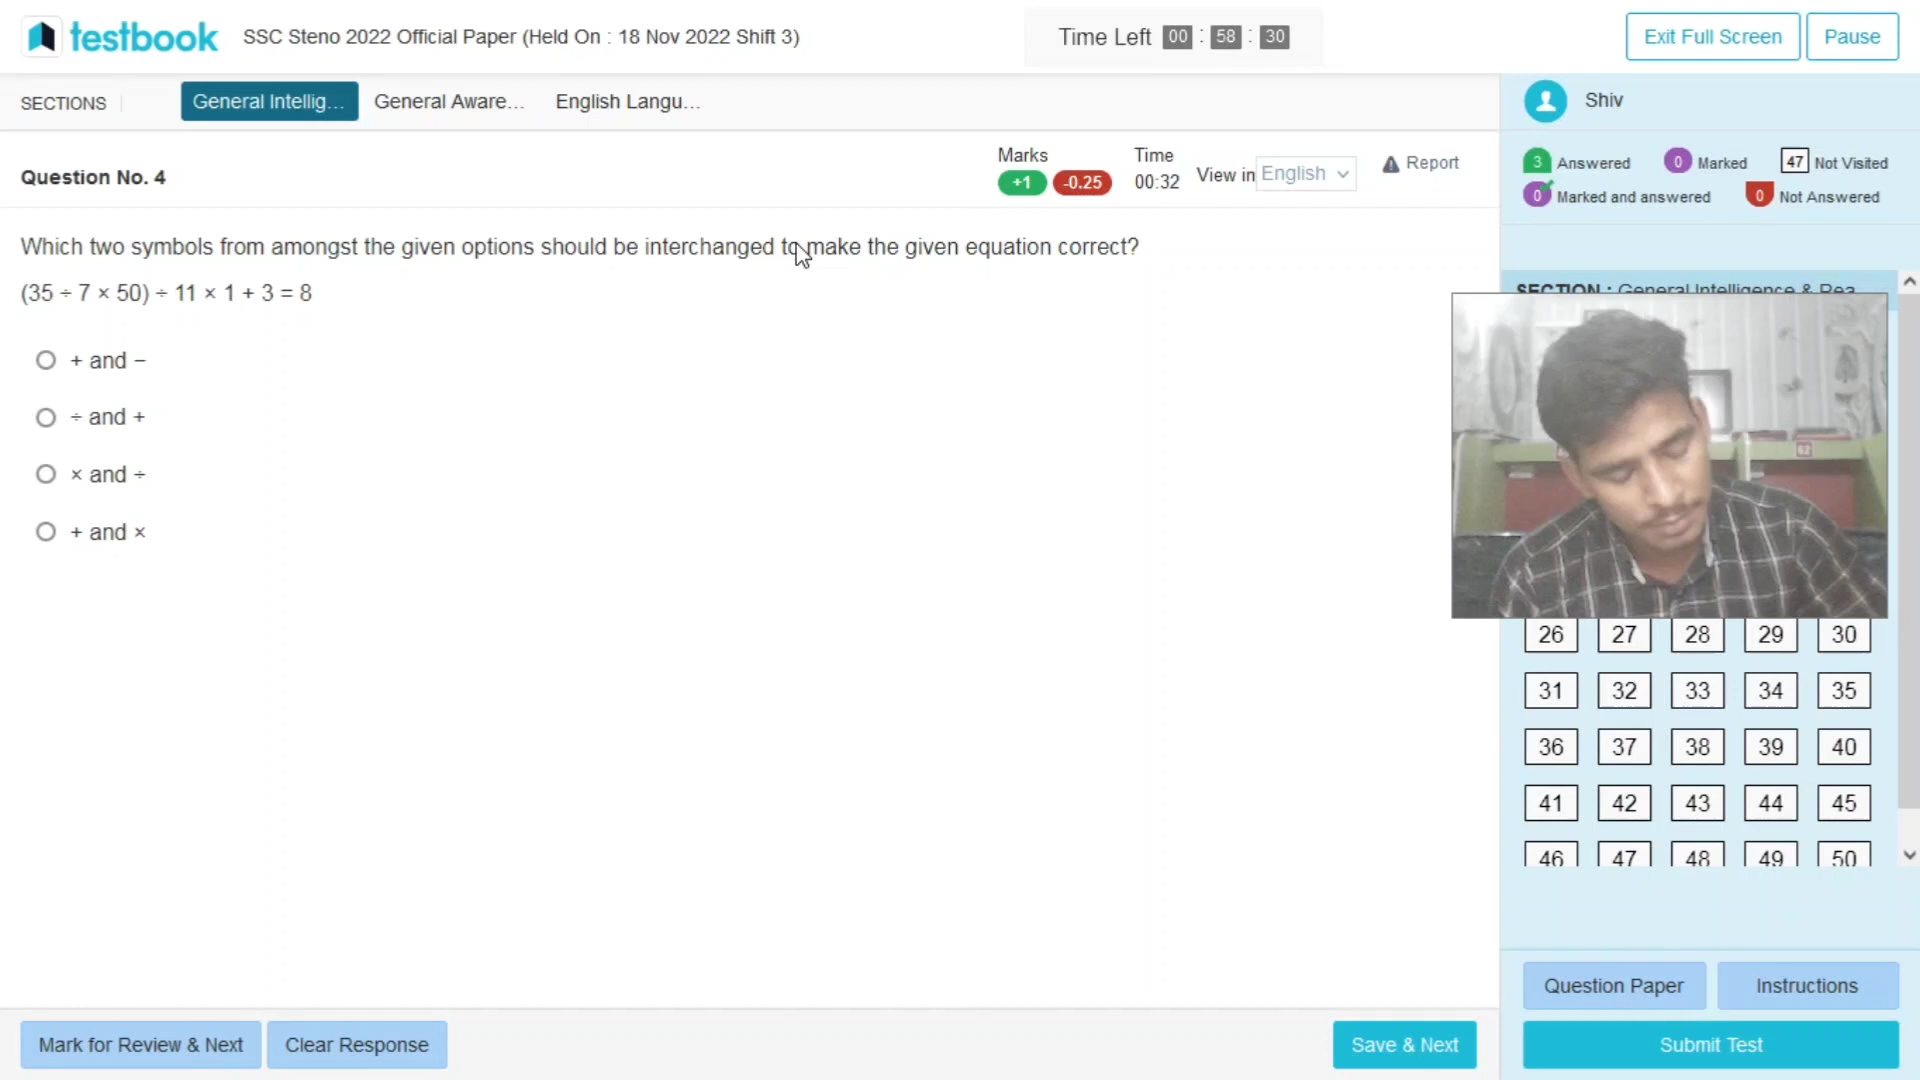 testbook SSC Steno 2022 Official Paper (Held On : 18 Nov 2022 Shift 3) Time Left 00 : 58 : 30 Exit Full Screen Pause
SECTIONS General Intellig... General Aware... English Langu...
Shiv
Question No. 4
Marks
+1 -0.25
Time
00:32
View in English
Report
3 Answered 0 Marked 47 Not Visited
0 Marked and answered 0 Not Answered
Which two symbols from amongst the given options should be interchanged to make the given equation correct?
(35 ÷ 7 × 50) ÷ 11 × 1 + 3 = 8
+ and −
÷ and +
× and ÷
+ and ×
SECTION : General Intelligence & Rea
26 27 28 29 30
31 32 33 34 35
36 37 38 39 40
41 42 43 44 45
46 47 48 49 50
Question Paper Instructions
Mark for Review & Next Clear Response Save & Next Submit Test